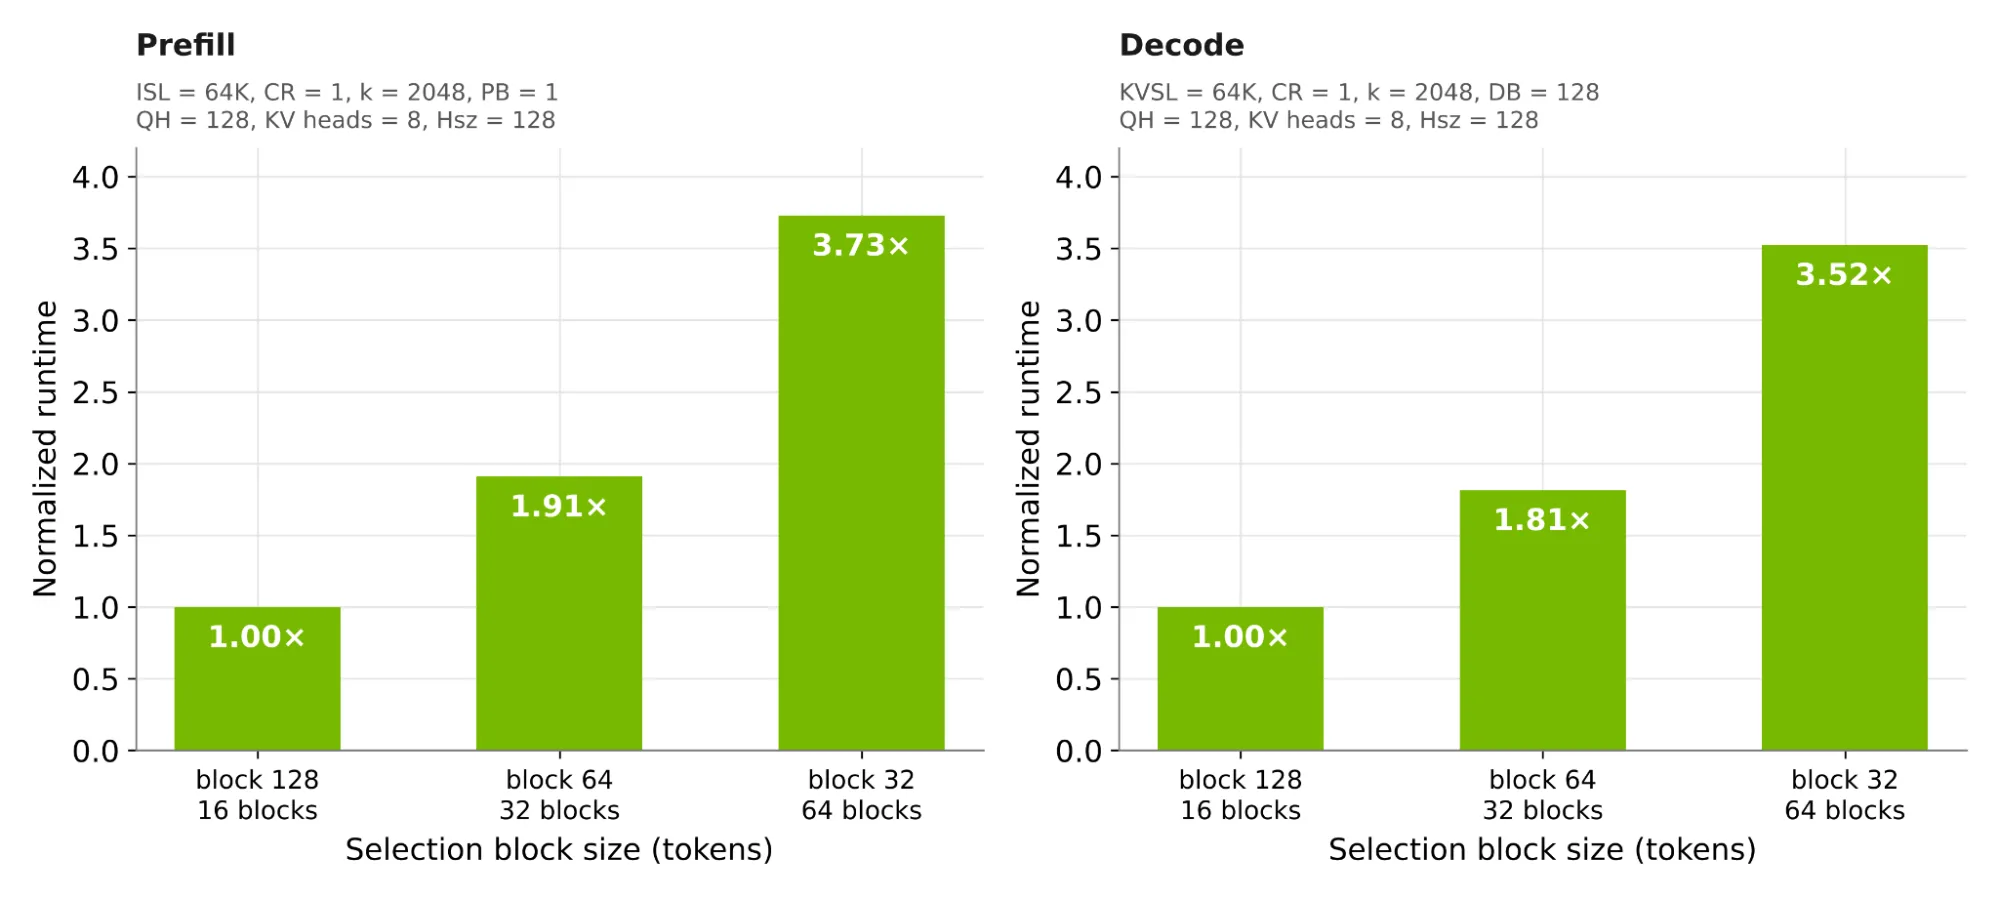 Prefill
ISL = 64K, CR = 1, k = 2048, PB = 1
QH = 128, KV heads = 8, Hsz = 128
Normalized runtime
4.0
3.5
3.0
2.5
2.0
1.5
1.0
0.5
0.0
1.00×
1.91×
3.73×
block 128
16 blocks
block 64
32 blocks
block 32
64 blocks
Selection block size (tokens)
Decode
KVSL = 64K, CR = 1, k = 2048, DB = 128
QH = 128, KV heads = 8, Hsz = 128
Normalized runtime
4.0
3.5
3.0
2.5
2.0
1.5
1.0
0.5
0.0
1.00×
1.81×
3.52×
block 128
16 blocks
block 64
32 blocks
block 32
64 blocks
Selection block size (tokens)